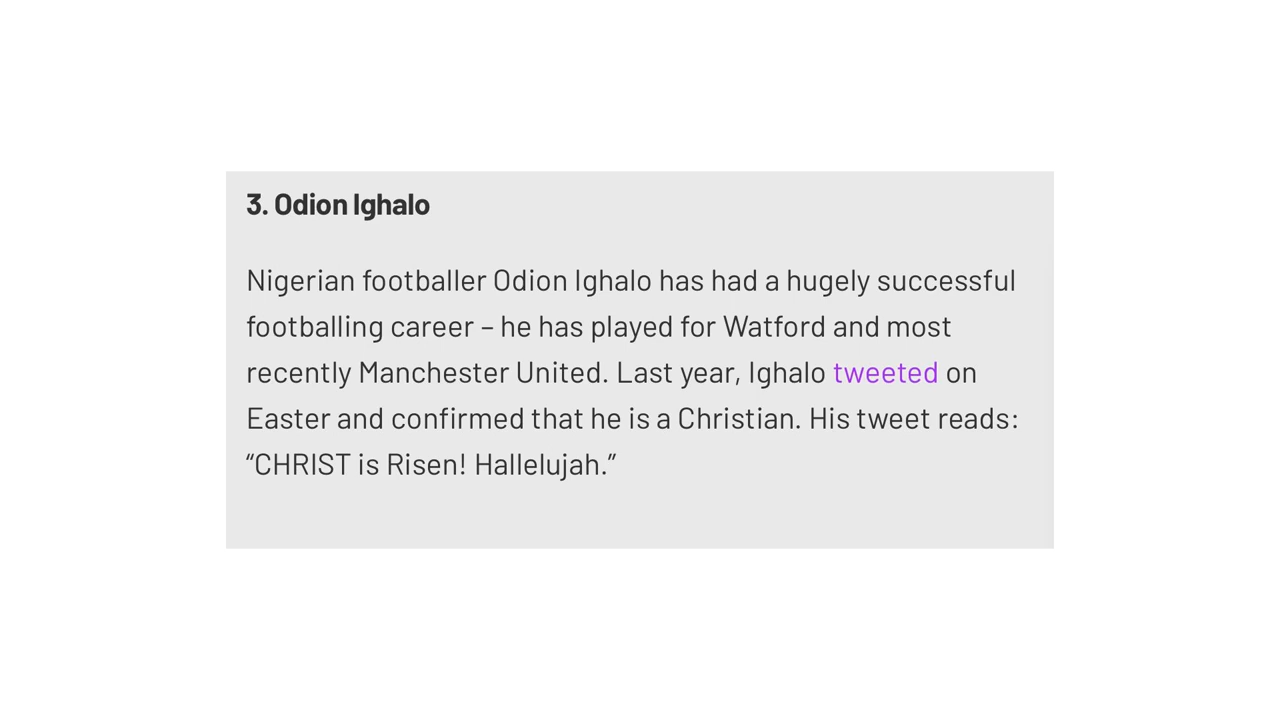 3. Odion Ighalo
Nigerian footballer Odion Ighalo has had a hugely successful
footballing career – he has played for Watford and most
recently Manchester United. Last year, Ighalo tweeted on
Easter and confirmed that he is a Christian. His tweet reads:
“CHRIST is Risen! Hallelujah.”